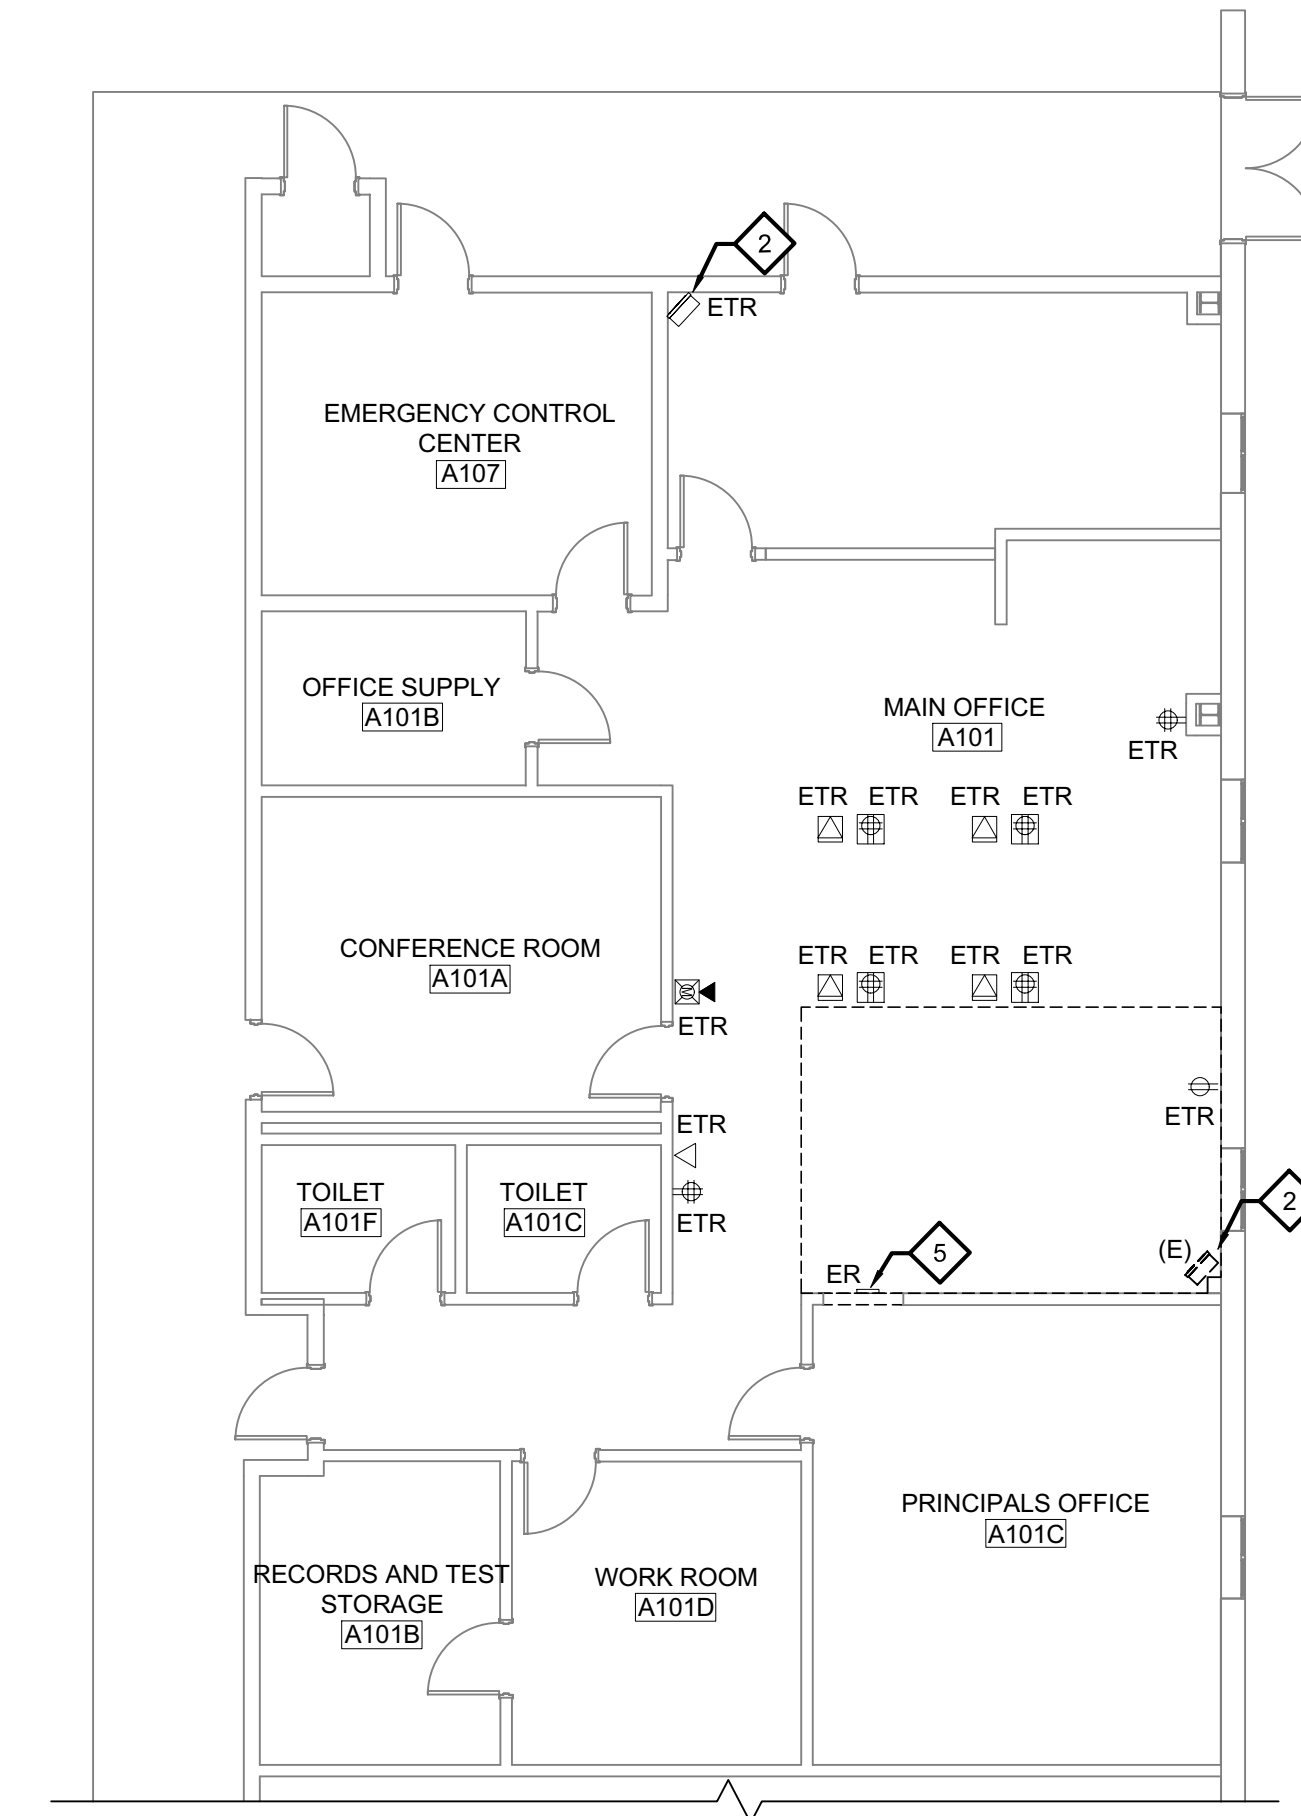 2
ETR
EMERGENCY CONTROL
CENTER
A107
OFFICE SUPPLY
A101B
MAIN OFFICE
A101
ETR
ETR ETR ETR ETR
CONFERENCE ROOM
A101A
ETR ETR ETR ETR
M
ETR
ETR
ETR
TOILET
A101F
TOILET
A101C
ETR
2
(E)
5
ER
PRINCIPALS OFFICE
A101C
RECORDS AND TEST
STORAGE
A101B
WORK ROOM
A101D